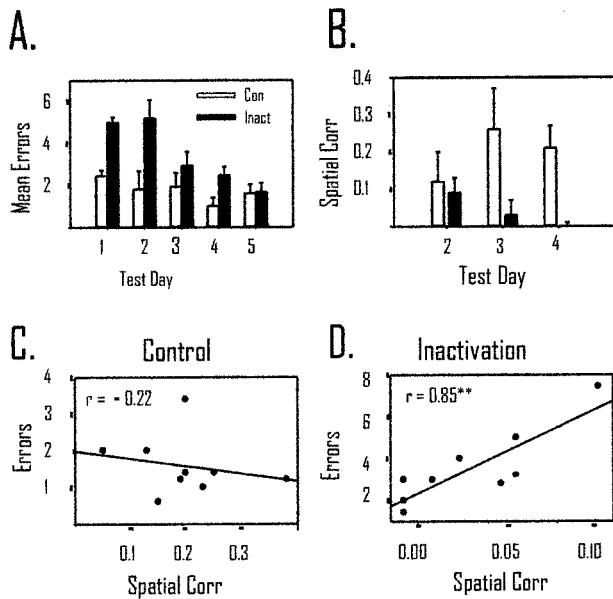 A.
Con
Inact
Mean Errors
6
4
2
1 2 3 4 5
Test Day
B.
Spatial Corr
0.4
0.3
0.2
0.1
2 3 4
Test Day
C.
Control
r = - 0.22
Errors
4
3
2
1
0.1 0.2 0.3
Spatial Corr
D.
Inactivation
r = 0.85**
Errors
8
6
4
2
0.00 0.05 0.10
Spatial Corr